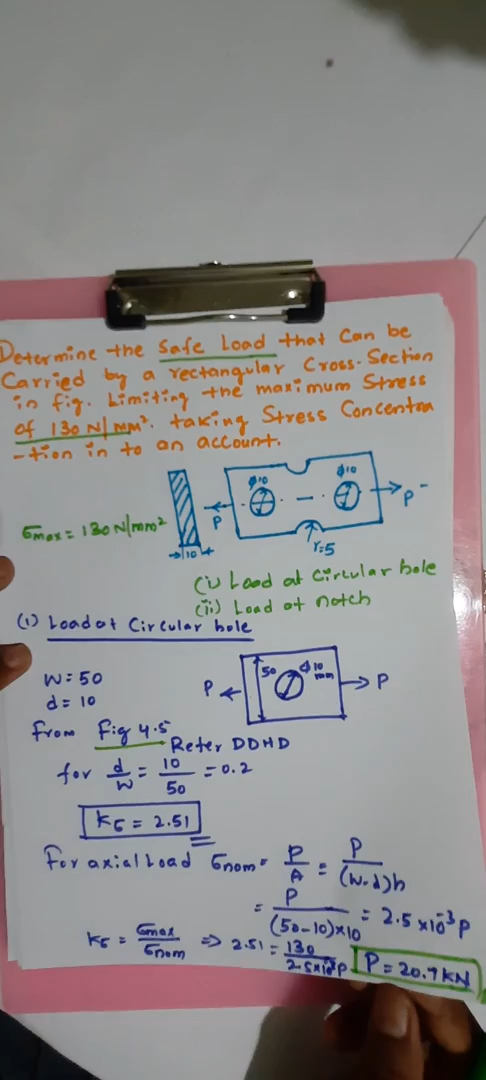 Determine the Safe Load that Can be
Carried by a rectangular Cross-Section
in fig. Limiting the maximum Stress
of 130 N/mm². taking Stress Concentra
-tion in to an account.
σmax = 130 N/mm²
10
P
φ10
φ10
P
r=5
(i) Load at Circular hole
(ii) Load at notch
(1) Load at Circular hole
W = 50
d = 10
P
50
φ10
mm
P
From Fig 4.5
Refer DDHD
for d/W = 10/50 = 0.2
Kσ = 2.51
For axial Load σnom = P/A = P/(W-d)h
= P/(50-10)×10 = 2.5×10⁻³P
Kσ = σmax/σnom ⇒ 2.51 = 130/2.5×10⁻³P
P = 20.7 KN